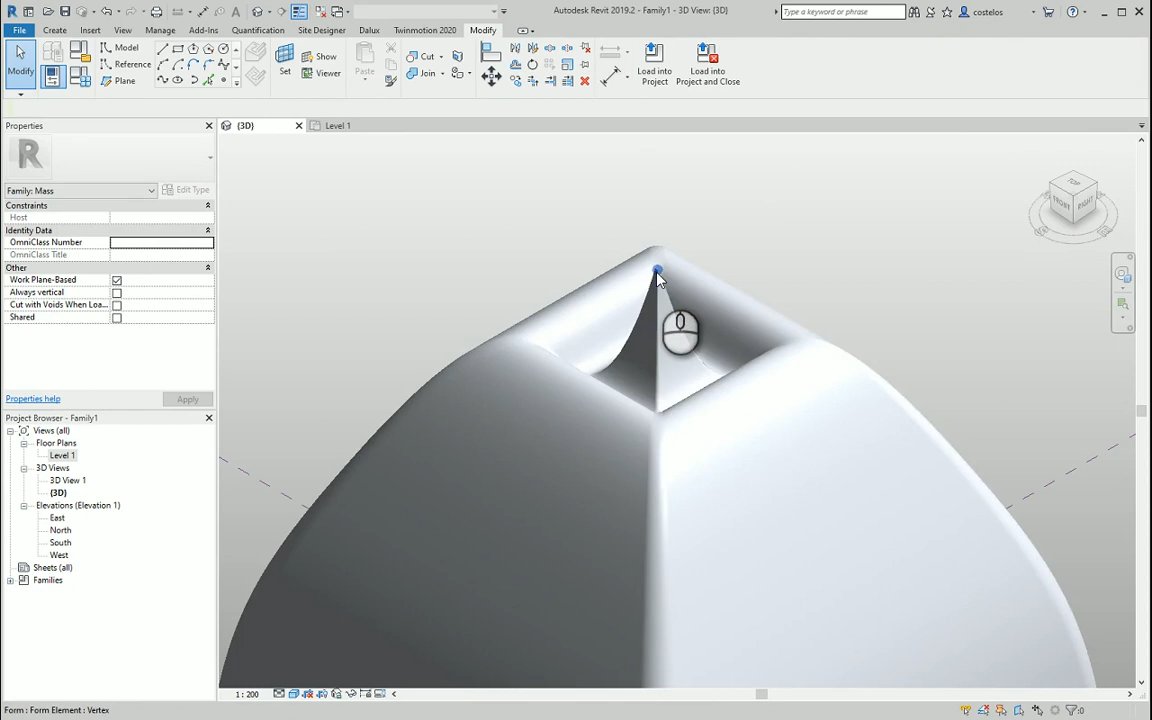 Autodesk Revit 2019.2 - Family1 - 3D View: {3D}
Type a keyword or phrase
costelos
File
Create
Insert
View
Manage
Add-Ins
Quantification
Site Designer
Dalux
Twinmotion 2020
Modify
Modify
Model
Reference
Plane
Set
Show
Viewer
Paste
Cut
Join
Load into
Project
Load into
Project and Close
Properties
{3D}
Level 1
Family: Mass
Edit Type
Constraints
Host
Identity Data
OmniClass Number
OmniClass Title
Other
Work Plane-Based
Always vertical
Cut with Voids When Loa...
Shared
Properties help
Apply
Project Browser - Family1
Views (all)
Floor Plans
Level 1
3D Views
3D View 1
{3D}
Elevations (Elevation 1)
East
North
South
West
Sheets (all)
Families
TOP
FRONT
RIGHT
1 : 200
Form : Form Element : Vertex
:0